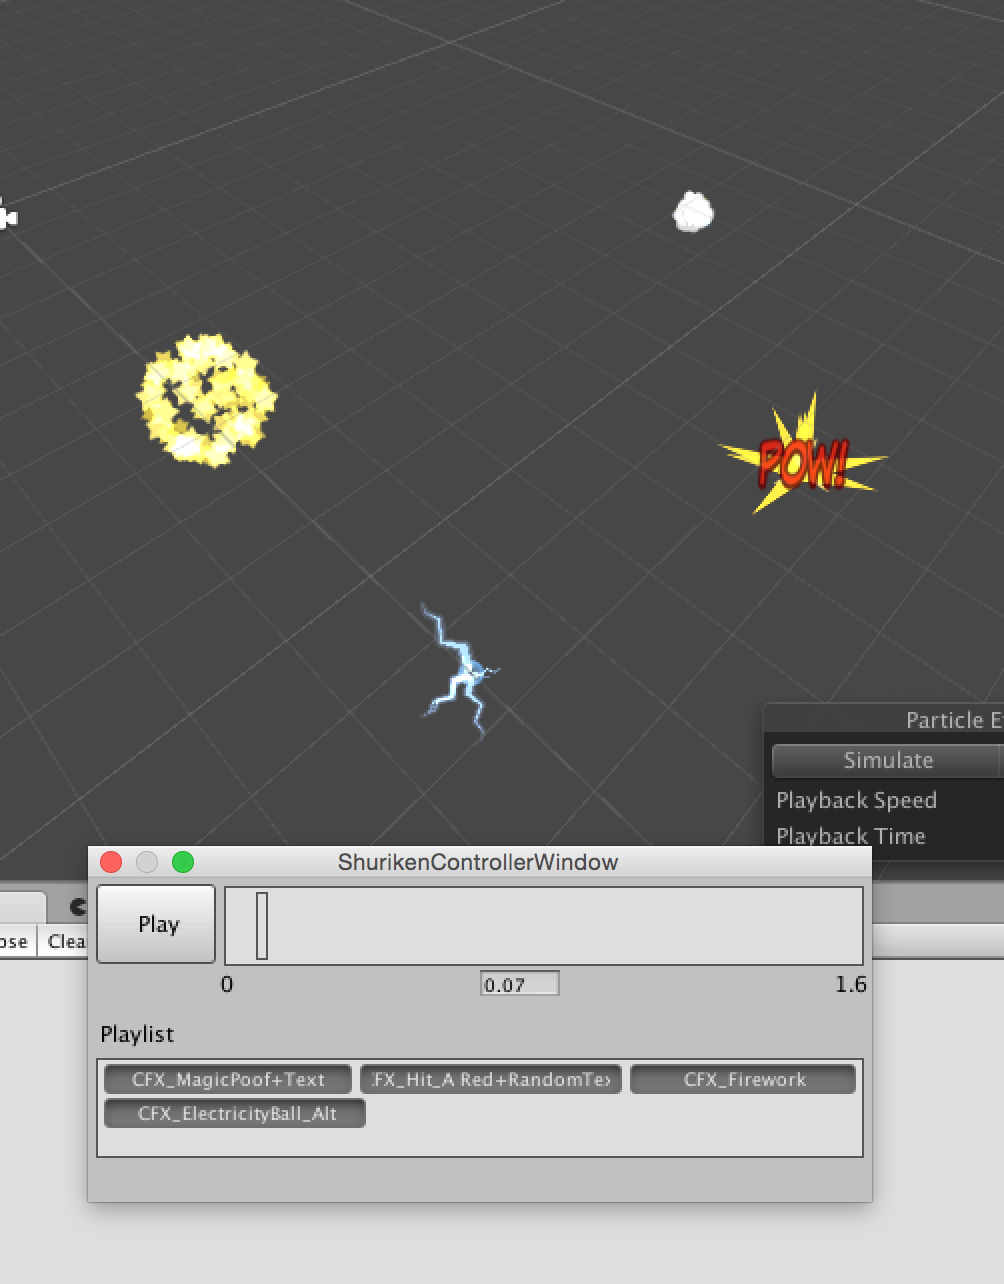 POW!
Particle E
Simulate
Playback Speed
Playback Time
ShurikenControllerWindow
ose Clea
Play
0 0.07 1.6
Playlist
CFX_MagicPoof+Text FX_Hit_A Red+RandomTex CFX_Firework
CFX_ElectricityBall_Alt